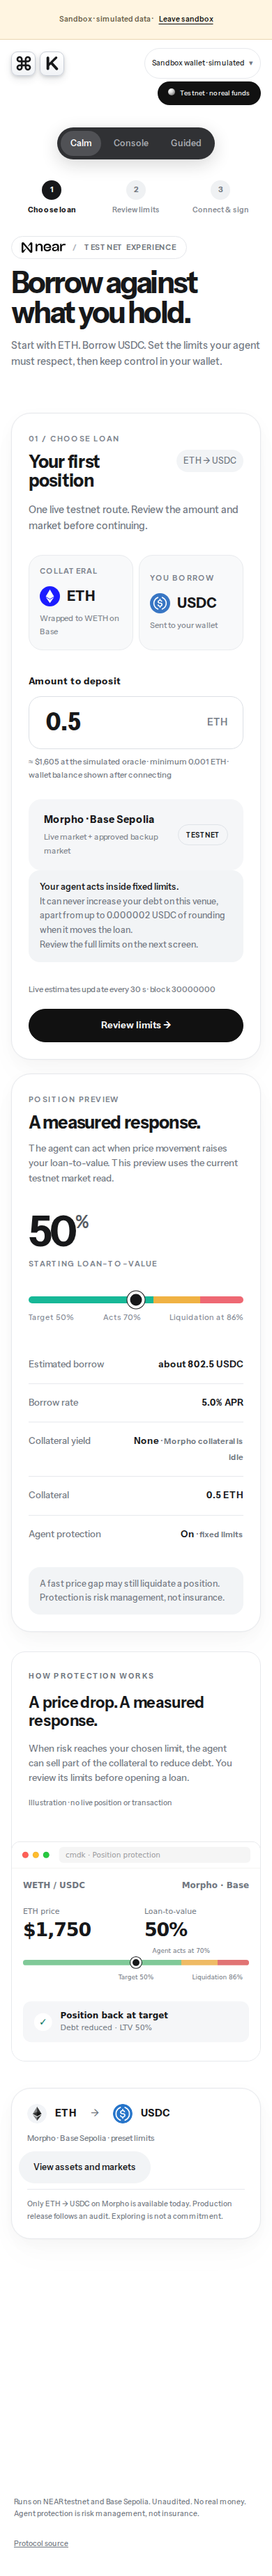 Sandbox · simulated data · Leave sandbox
⌘ K
Sandbox wallet · simulated ▾
Testnet · no real funds
Calm Console Guided
1 2 3
Choose loan Review limits Connect & sign
near / TESTNET EXPERIENCE
Borrow against
what you hold.
Start with ETH. Borrow USDC. Set the limits your agent
must respect, then keep control in your wallet.
01 / CHOOSE LOAN
Your first
position
ETH → USDC
One live testnet route. Review the amount and
market before continuing.
COLLATERAL
ETH
Wrapped to WETH on
Base
YOU BORROW
USDC
Sent to your wallet
Amount to deposit
0.5 ETH
≈ $1,605 at the simulated oracle · minimum 0.001 ETH ·
wallet balance shown after connecting
Morpho · Base Sepolia
Live market + approved backup
market
TESTNET
Your agent acts inside fixed limits.
It can never increase your debt on this venue,
apart from up to 0.000002 USDC of rounding
when it moves the loan.
Review the full limits on the next screen.
Live estimates update every 30 s · block 30000000
Review limits →
POSITION PREVIEW
A measured response.
The agent can act when price movement raises
your loan-to-value. This preview uses the current
testnet market read.
50%
STARTING LOAN-TO-VALUE
Target 50% Acts 70% Liquidation at 86%
Estimated borrow about 802.5 USDC
Borrow rate 5.0% APR
Collateral yield None · Morpho collateral is
idle
Collateral 0.5 ETH
Agent protection On · fixed limits
A fast price gap may still liquidate a position.
Protection is risk management, not insurance.
HOW PROTECTION WORKS
A price drop. A measured
response.
When risk reaches your chosen limit, the agent
can sell part of the collateral to reduce debt. You
review its limits before opening a loan.
Illustration · no live position or transaction
cmdk · Position protection
WETH / USDC Morpho · Base
ETH price Loan-to-value
$1,750 50%
Agent acts at 70%
Target 50% Liquidation 86%
✓ Position back at target
Debt reduced · LTV 50%
ETH → USDC
Morpho · Base Sepolia · preset limits
View assets and markets
Only ETH → USDC on Morpho is available today. Production
release follows an audit. Exploring is not a commitment.
Runs on NEAR testnet and Base Sepolia. Unaudited. No real money.
Agent protection is risk management, not insurance.
Protocol source